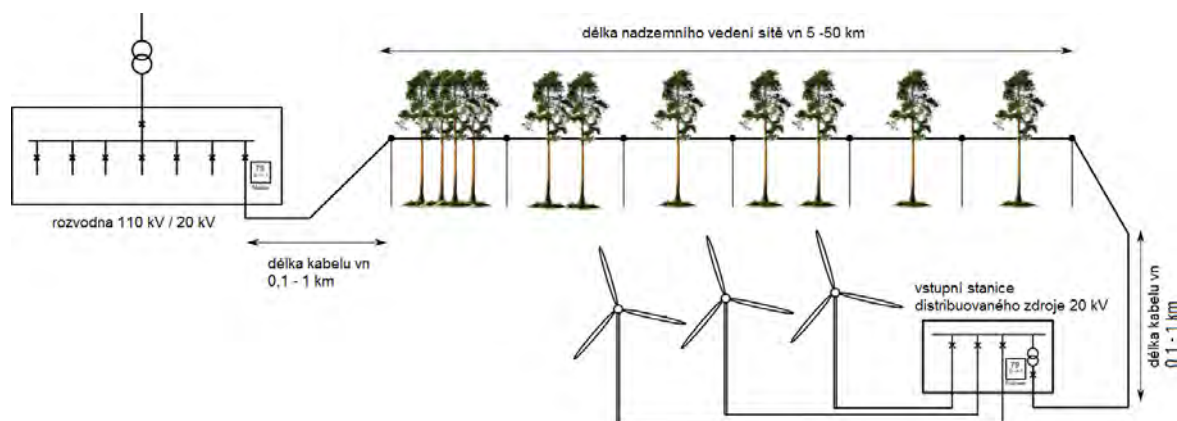 délka nadzemního vedení sítě vn 5 -50 km
79
rozvodna 110 kV / 20 kV
délka kabelu vn
0,1 - 1 km
vstupní stanice
distribuovaného zdroje 20 kV
79
délka kabelu vn
0,1 - 1 km